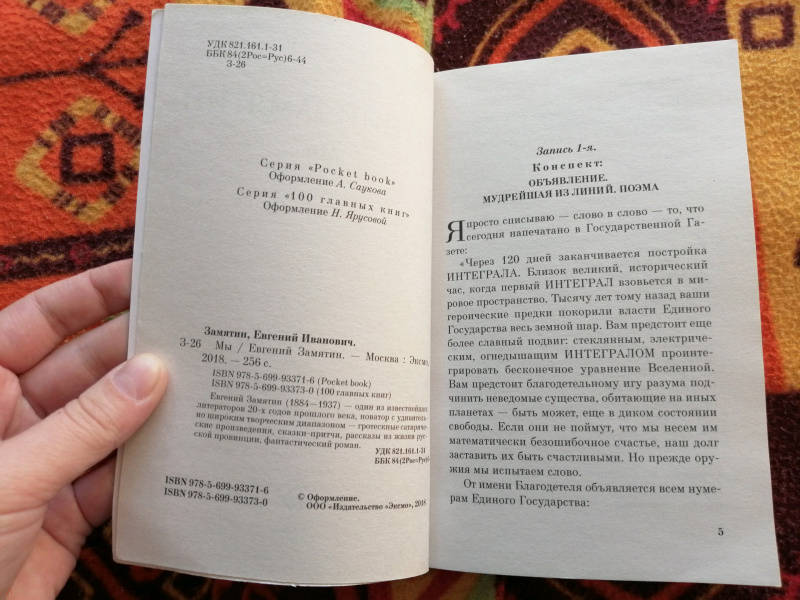 УДК 821.161.1-31
ББК 84(2Рос=Рус)6-44
З-26
Серия «Pocket book»
Оформление А. Саукова
Серия «100 главных книг»
Оформление Н. Ярусовой
Замятин, Евгений Иванович.
З-26 Мы / Евгений Замятин. — Москва : Эксмо,
2018. — 256 с.
ISBN 978-5-699-93371-6 (Pocket book)
ISBN 978-5-699-93373-0 (100 главных книг)
Евгений Замятин (1884—1937) — один из известнейших
литераторов 20-х годов прошлого века, новатор с удивитель-
но широким творческим диапазоном — гротескные сатириче-
ские произведения, сказки-притчи, рассказы из жизни рус-
ской провинции, фантастический роман.
УДК 821.161.1-31
ББК 84(2Рос=Рус)6-
ISBN 978-5-699-93371-6
ISBN 978-5-699-93373-0
© Оформление.
ООО «Издательство «Эксмо», 2018
Запись 1-я.
Конспект:
ОБЪЯВЛЕНИЕ.
МУДРЕЙШАЯ ИЗ ЛИНИЙ. ПОЭМА
Я просто списываю — слово в слово — то, что
сегодня напечатано в Государственной Га-
зете:
«Через 120 дней заканчивается постройка
ИНТЕГРАЛА. Близок великий, исторический
час, когда первый ИНТЕГРАЛ взовьется в ми-
ровое пространство. Тысячу лет тому назад ваши
героические предки покорили власти Единого
Государства весь земной шар. Вам предстоит еще
более славный подвиг: стеклянным, электриче-
ским, огнедышащим ИНТЕГРАЛОМ проинте-
грировать бесконечное уравнение Вселенной.
Вам предстоит благодетельному игу разума под-
чинить неведомые существа, обитающие на иных
планетах — быть может, еще в диком состоянии
свободы. Если они не поймут, что мы несем им
математически безошибочное счастье, наш долг
заставить их быть счастливыми. Но прежде ору-
жия мы испытаем слово.
От имени Благодетеля объявляется всем нуме-
рам Единого Государства:
5